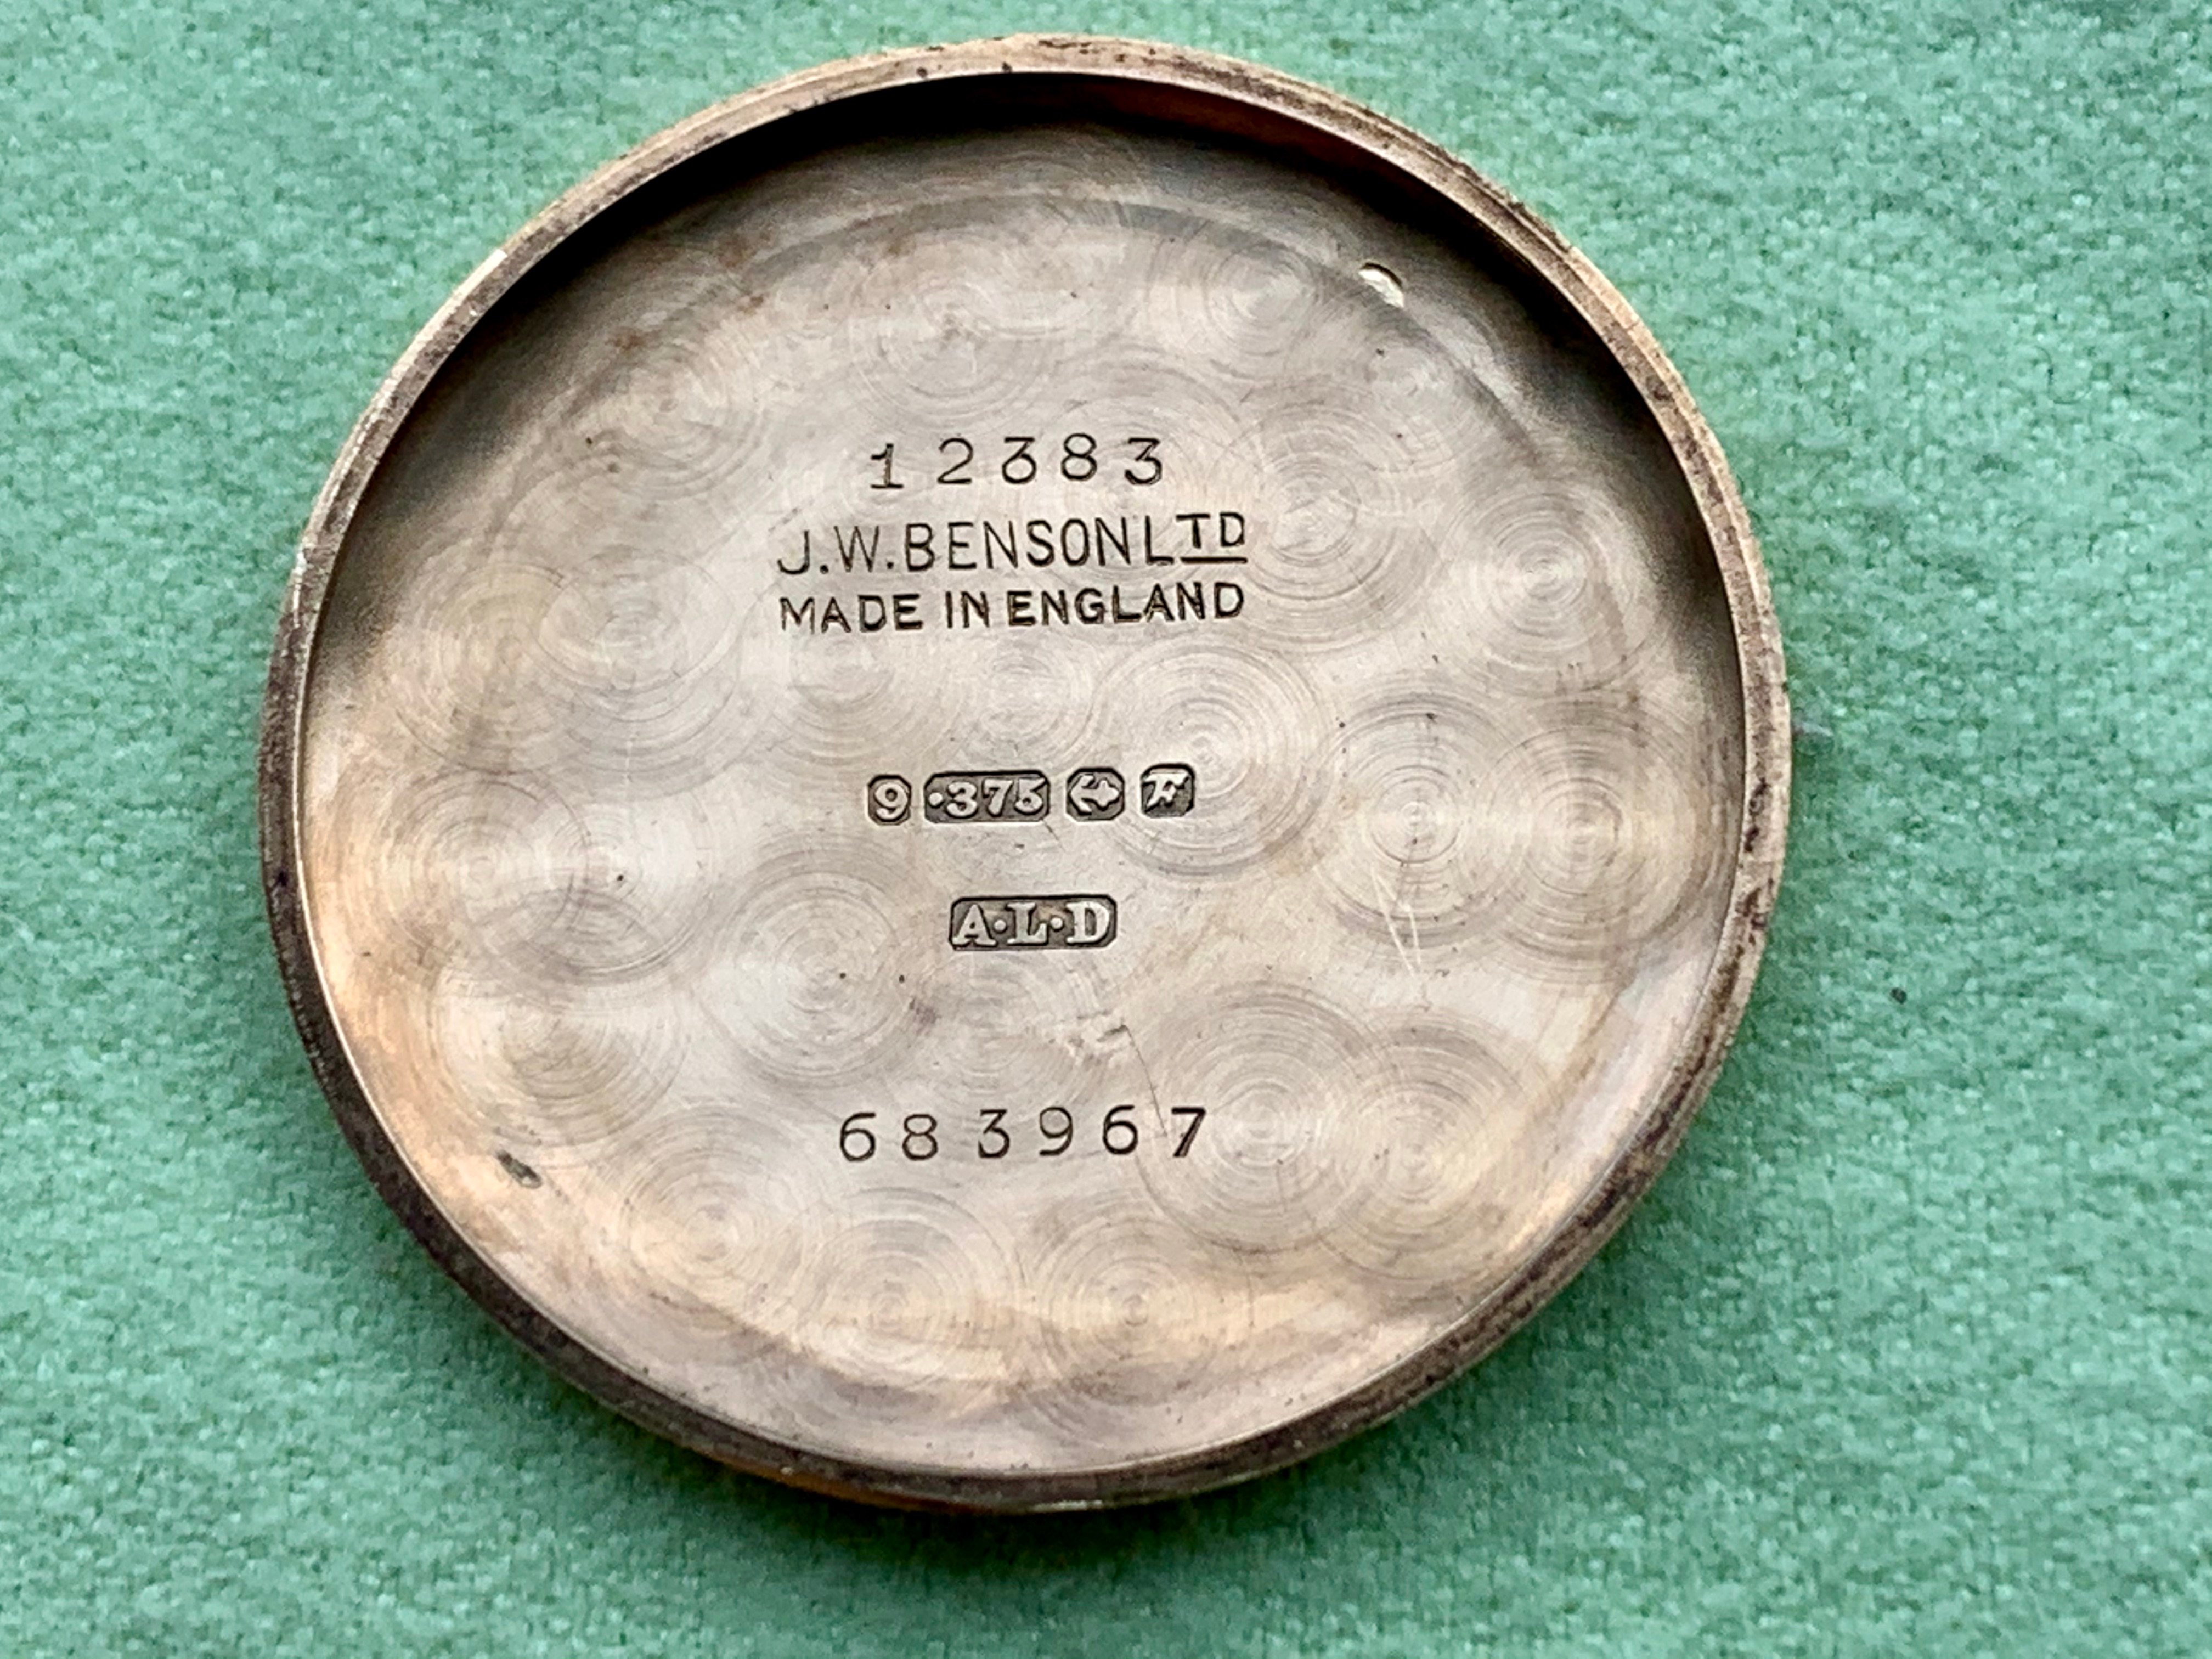 12383
J.W.BENSON LTD
MADE IN ENGLAND
9 .375 F
A.L.D
683967